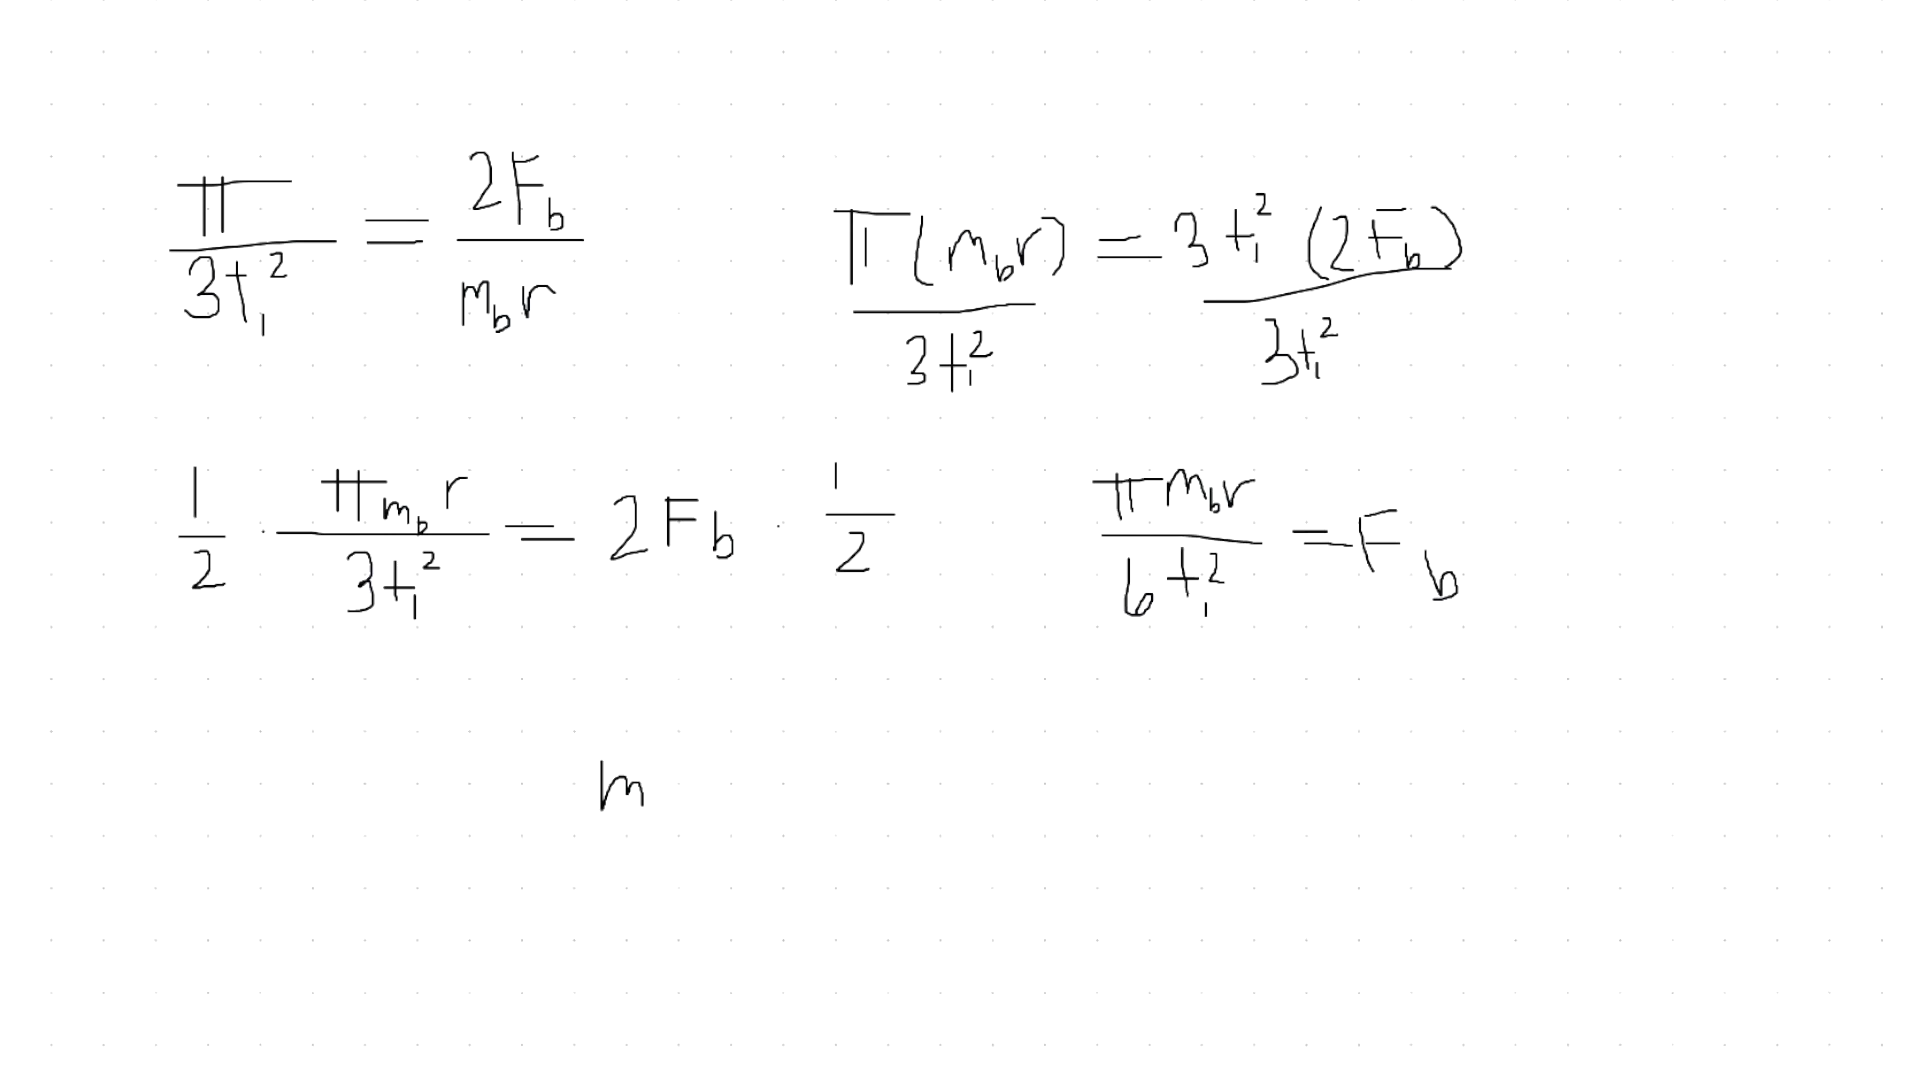 π/3t₁² = 2F_b/m_b r
π(m_b r)/3t₁² = 3t₁²(2F_b)/3t₁²
1/2 · πm_b r/3t₁² = 2F_b · 1/2
πm_b r/6t₁² = F_b
m